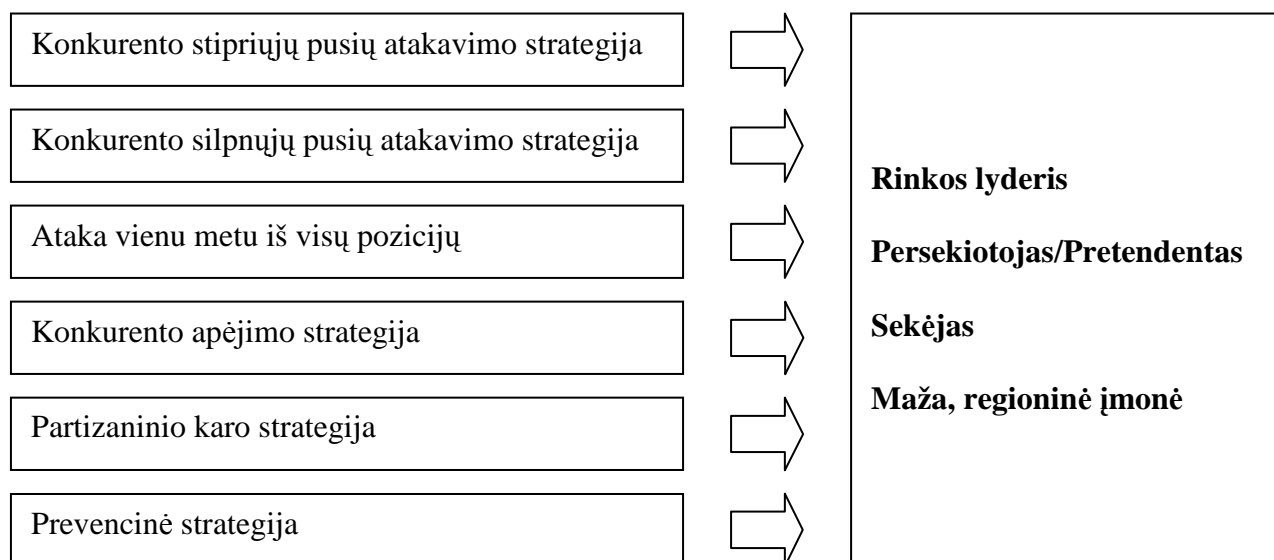 Konkurento stipriųjų pusių atakavimo strategija
Konkurento silpnųjų pusių atakavimo strategija
Ataka vienu metu iš visų pozicijų
Konkurento apėjimo strategija
Partizaninio karo strategija
Prevencinė strategija
Rinkos lyderis
Persekiotojas/Pretendentas
Sekėjas
Maža, regioninė įmonė